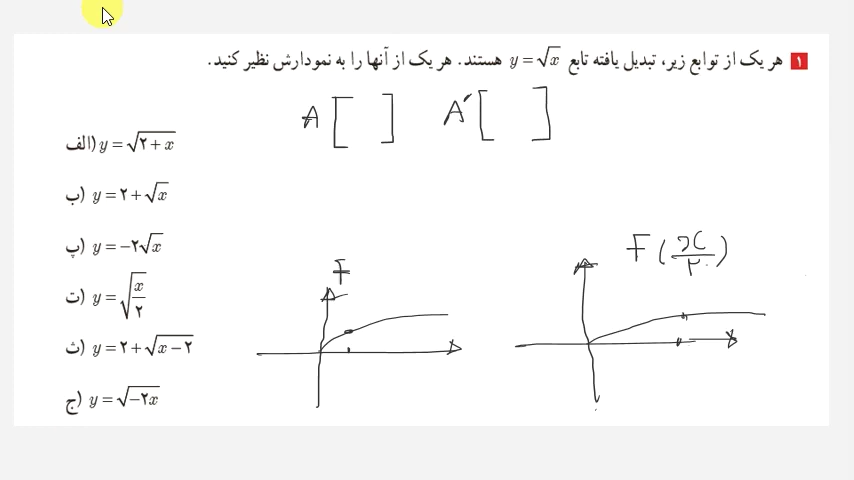 ۱ هر یک از توابع زیر، تبدیل یافته تابع y = √x هستند. هر یک از آنها را به نمودارش نظیر کنید.
A [ ] A′ [ ]
الف) y = √(۲ + x)
ب) y = ۲ + √x
پ) y = −۲√x
ت) y = √(x/۲)
ث) y = ۲ + √(x − ۲)
ج) y = √(−۲x)
F
F (x/۲)